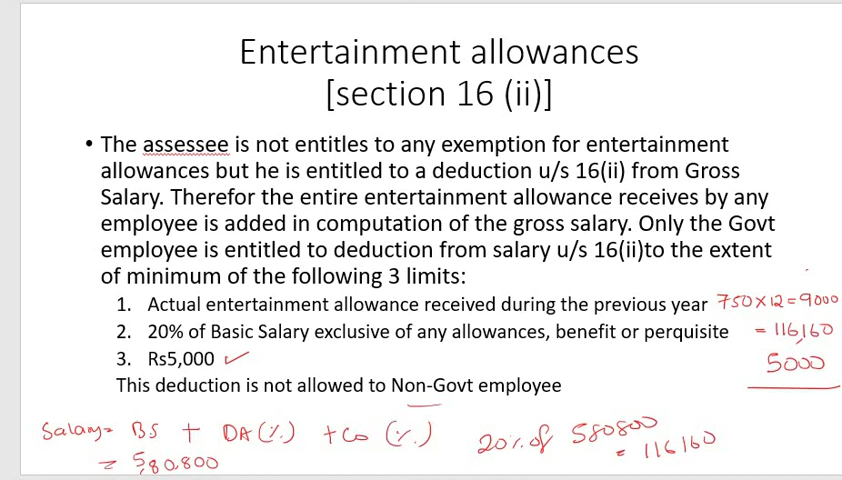 Entertainment allowances
[section 16 (ii)]
• The assessee is not entitles to any exemption for entertainment
allowances but he is entitled to a deduction u/s 16(ii) from Gross
Salary. Therefor the entire entertainment allowance receives by any
employee is added in computation of the gross salary. Only the Govt
employee is entitled to deduction from salary u/s 16(ii)to the extent
of minimum of the following 3 limits:
1. Actual entertainment allowance received during the previous year 750×12=9000
2. 20% of Basic Salary exclusive of any allowances, benefit or perquisite = 116,160
3. Rs5,000 ✓ 5000
This deduction is not allowed to Non-Govt employee
Salary= BS + DA (%) + Co (%) 20% of 580800
= 5,80,800 = 116160